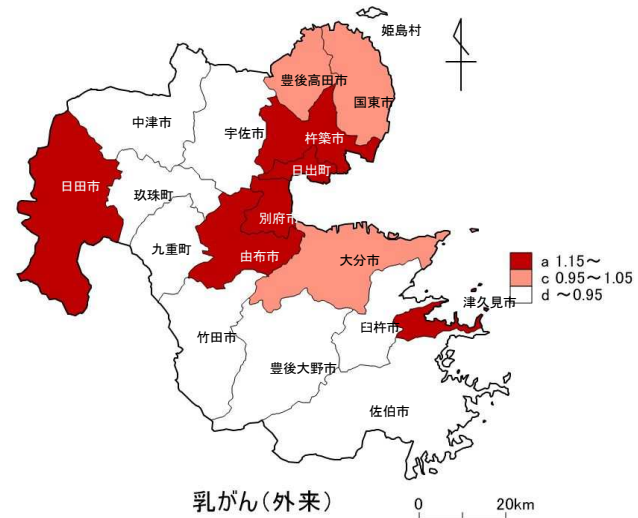 姫島村
豊後高田市
国東市
中津市
宇佐市
杵築市
日出町
日田市
玖珠町
別府市
九重町
由布市
大分市
a 1.15～
c 0.95～1.05
d ～0.95
津久見市
臼杵市
竹田市
豊後大野市
佐伯市
乳がん(外来)
0 20km